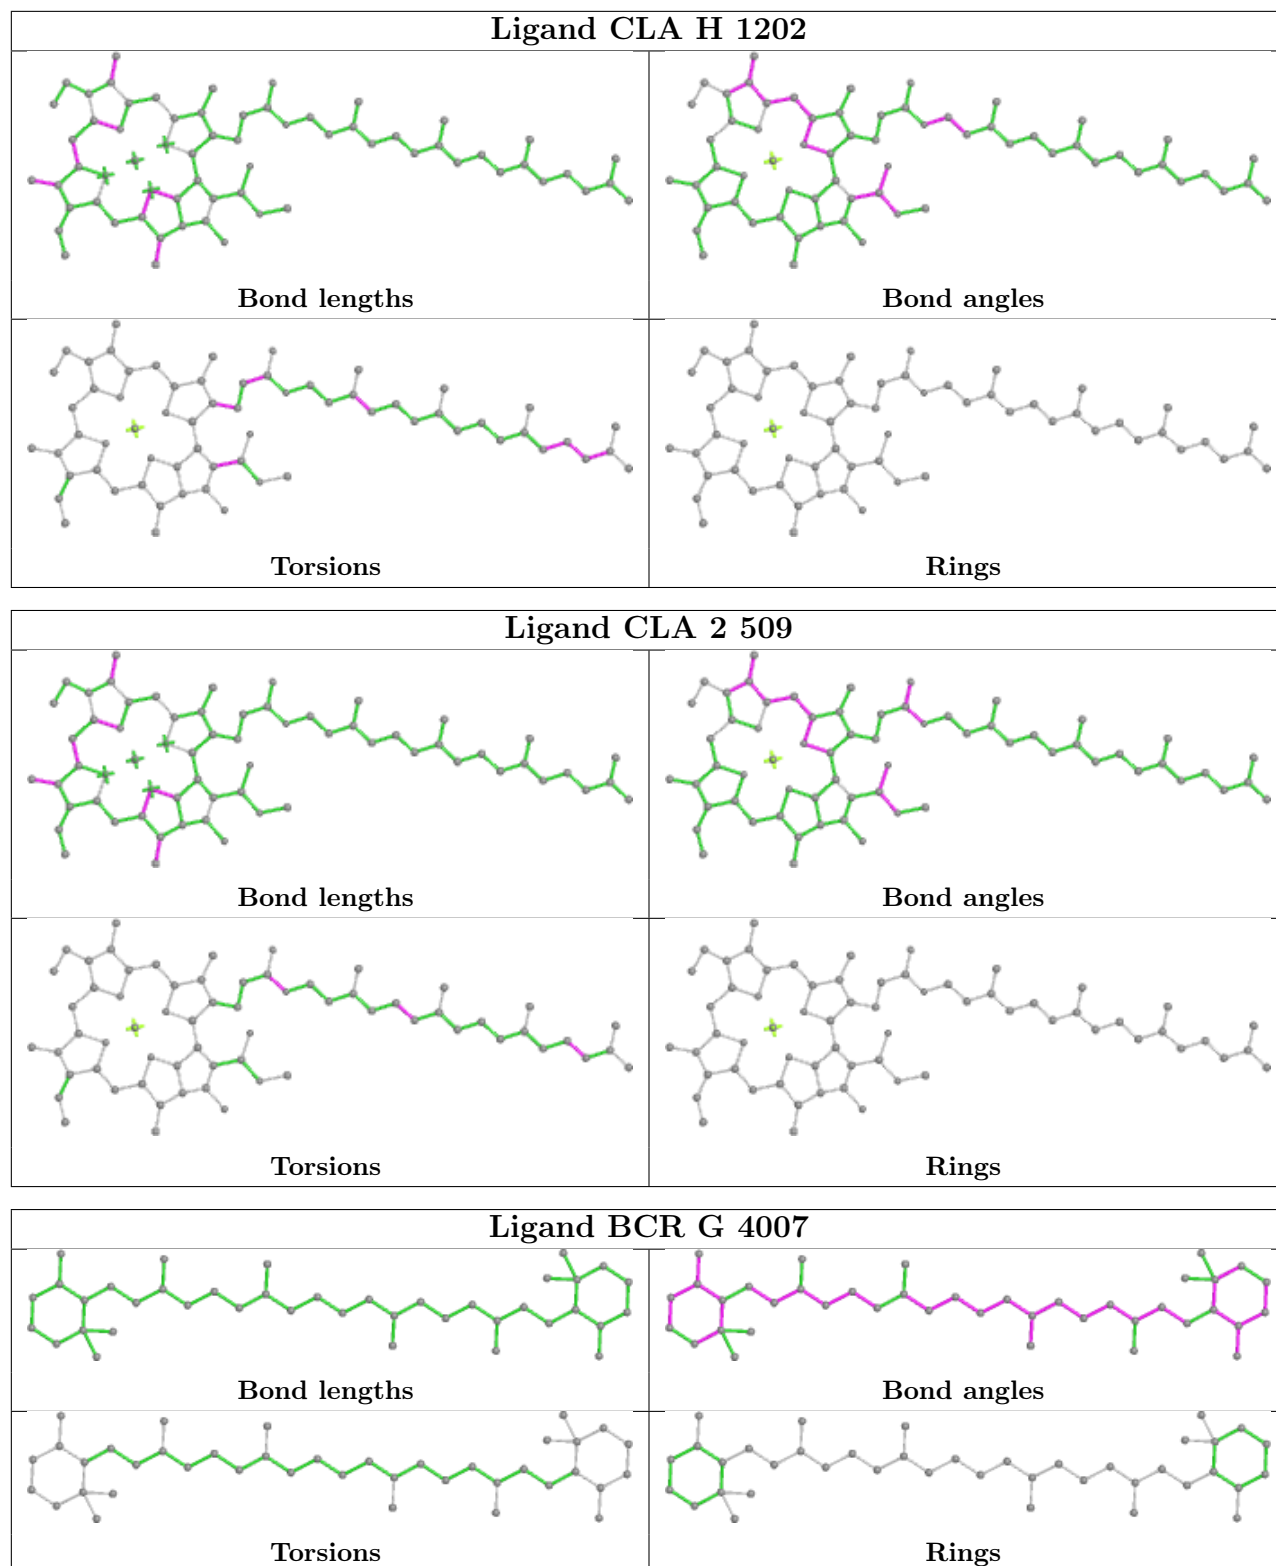 Ligand CLA H 1202
Bond lengths
Bond angles
Torsions
Rings
Ligand CLA 2 509
Bond lengths
Bond angles
Torsions
Rings
Ligand BCR G 4007
Bond lengths
Bond angles
Torsions
Rings